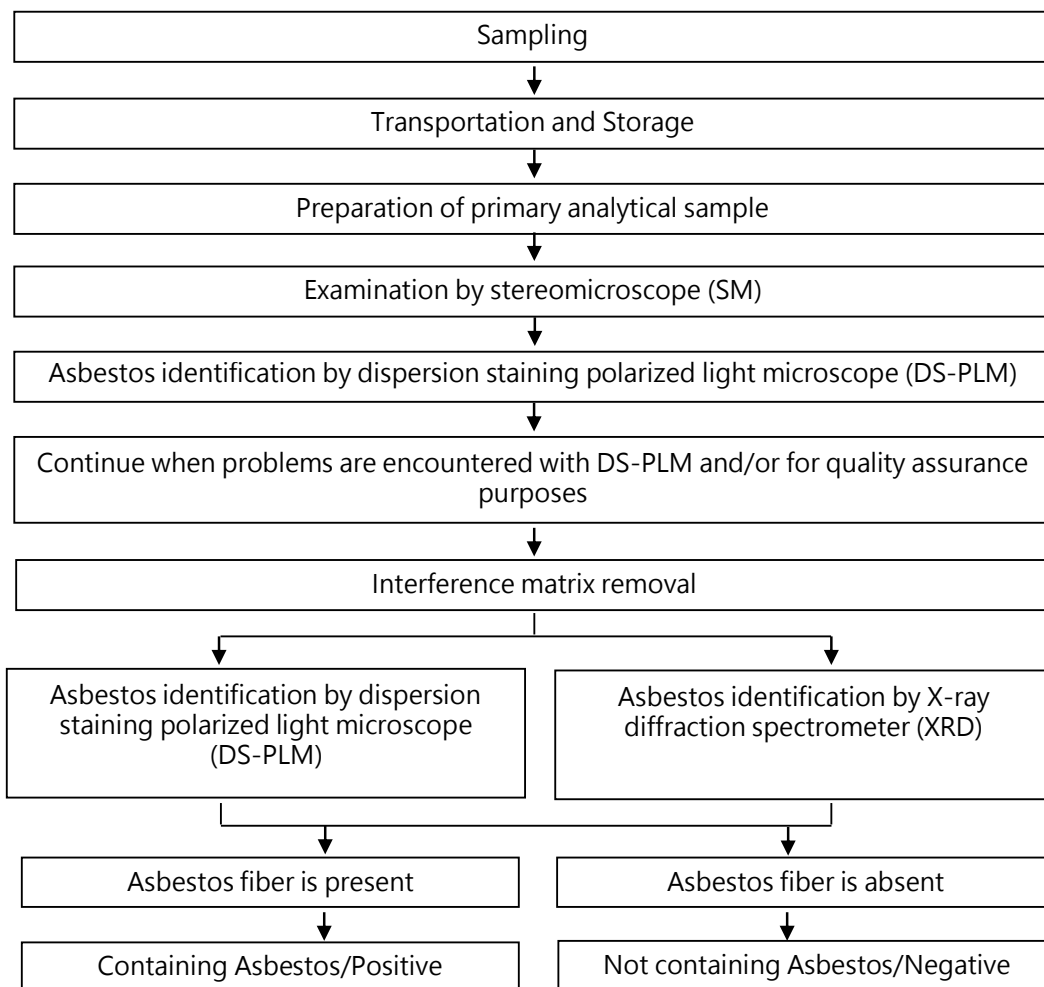 Sampling
Transportation and Storage
Preparation of primary analytical sample
Examination by stereomicroscope (SM)
Asbestos identification by dispersion staining polarized light microscope (DS-PLM)
Continue when problems are encountered with DS-PLM and/or for quality assurance
purposes
Interference matrix removal
Asbestos identification by dispersion
staining polarized light microscope
(DS-PLM)
Asbestos identification by X-ray
diffraction spectrometer (XRD)
Asbestos fiber is present
Asbestos fiber is absent
Containing Asbestos/Positive
Not containing Asbestos/Negative